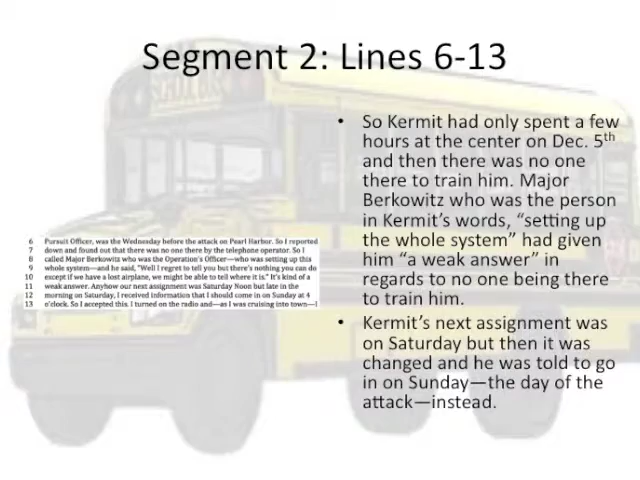 Segment 2: Lines 6-13
6 Pursuit Officer, was the Wednesday before the attack on Pearl Harbor. So I reported
7 down and found out that there was no one there by the telephone operator. So I
8 called Major Berkowitz who was the Operation's Officer—who was setting up this
9 whole system—and he said, "Well I regret to tell you but there's nothing you can do
10 except if we have a lost airplane, we might be able to tell where it is." It's kind of a
11 weak answer. Anyhow our next assignment was Saturday Noon but late in the
12 morning on Saturday, I received information that I should come in on Sunday at 4
13 o'clock. So I accepted this. I turned on the radio and—as I was cruising into town—I
• So Kermit had only spent a few
hours at the center on Dec. 5th
and then there was no one
there to train him. Major
Berkowitz who was the person
in Kermit's words, "setting up
the whole system" had given
him "a weak answer" in
regards to no one being there
to train him.
• Kermit's next assignment was
on Saturday but then it was
changed and he was told to go
in on Sunday—the day of the
attack—instead.